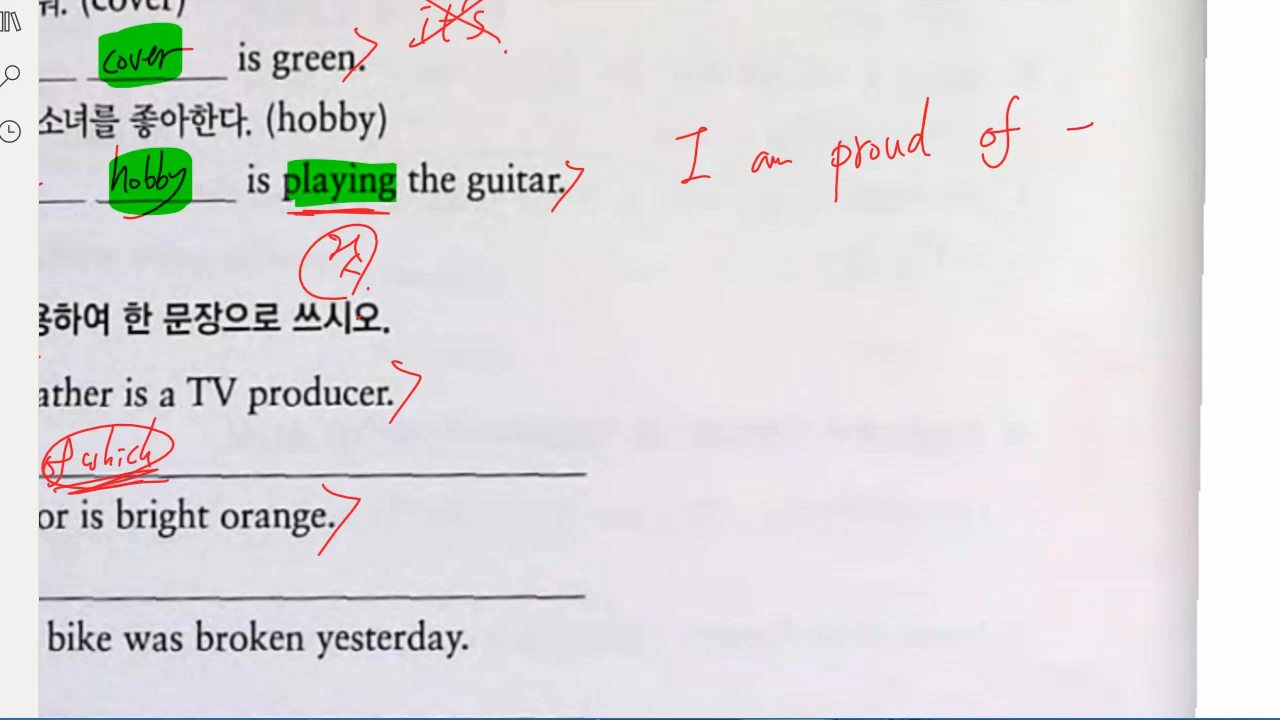 (cover)
it's.
cover is green.
소녀를 좋아한다. (hobby)
I am proud of -
hobby is playing the guitar.
것
용하여 한 문장으로 쓰시오.
ather is a TV producer.
of which
or is bright orange.
bike was broken yesterday.